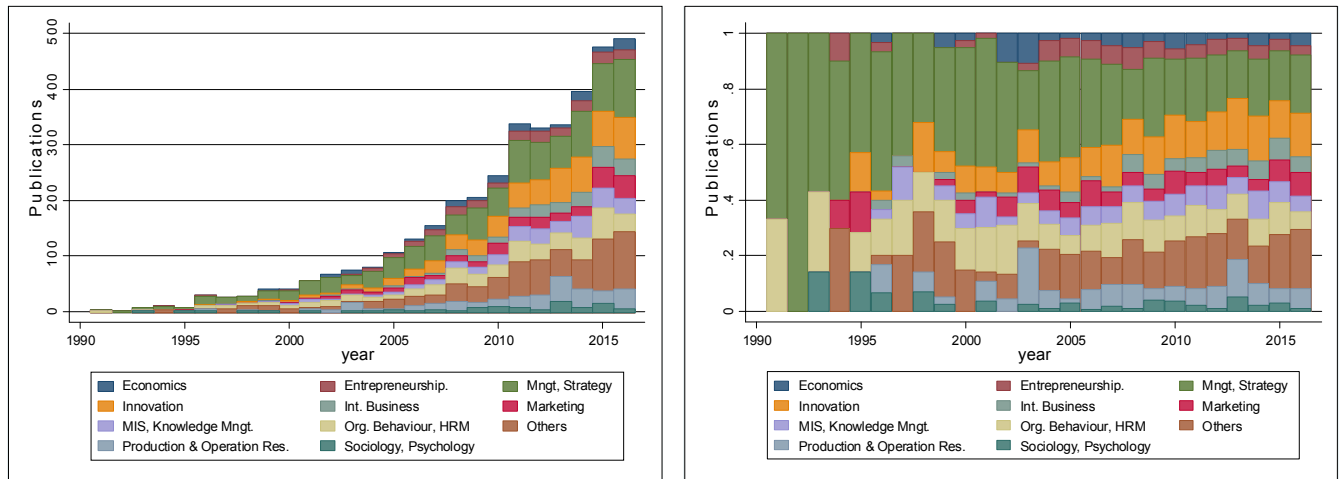 Publications
500
400
300
200
100
0
1990 1995 2000 2005 2010 2015
year
Economics Entrepreneurship. Mngt, Strategy
Innovation Int. Business Marketing
MIS, Knowledge Mngt. Org. Behaviour, HRM Others
Production & Operation Res. Sociology, Psychology
Publications
1
.8
.6
.4
.2
0
1990 1995 2000 2005 2010 2015
year
Economics Entrepreneurship. Mngt, Strategy
Innovation Int. Business Marketing
MIS, Knowledge Mngt. Org. Behaviour, HRM Others
Production & Operation Res. Sociology, Psychology